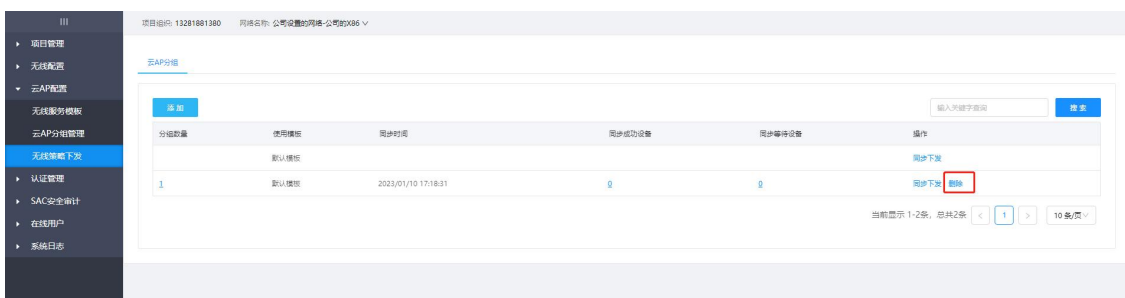 项目组织: 13281881380 网络名称: 公司设置的网络-公司的X86
项目管理
无线配置
云AP配置
无线服务模板
云AP分组管理
无线策略下发
认证管理
SAC安全审计
在线用户
系统日志
云AP分组
添加
输入关键字查询 搜索
分组数量 使用模板 同步时间 同步成功设备 同步等待设备 操作
默认模板 同步下发
1 默认模板 2023/01/10 17:18:31 0 0 同步下发 删除
当前显示 1-2条，总共2条 < 1 > 10 条/页